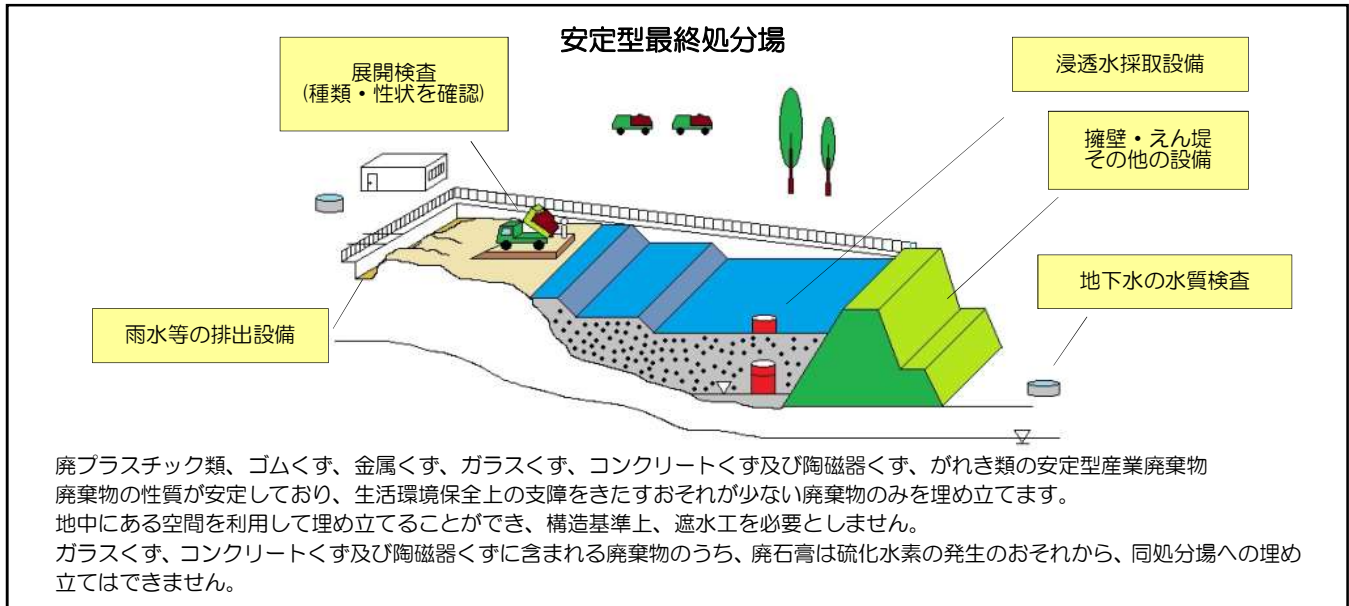 安定型最終処分場
展開検査
(種類・性状を確認)
浸透水採取設備
擁壁・えん堤
その他の設備
地下水の水質検査
雨水等の排出設備
廃プラスチック類、ゴムくず、金属くず、ガラスくず、コンクリートくず及び陶磁器くず、がれき類の安定型産業廃棄物
廃棄物の性質が安定しており、生活環境保全上の支障をきたすおそれが少ない廃棄物のみを埋め立てます。
地中にある空間を利用して埋め立てることができ、構造基準上、遮水工を必要としません。
ガラスくず、コンクリートくず及び陶磁器くずに含まれる廃棄物のうち、廃石膏は硫化水素の発生のおそれから、同処分場への埋め
立てはできません。